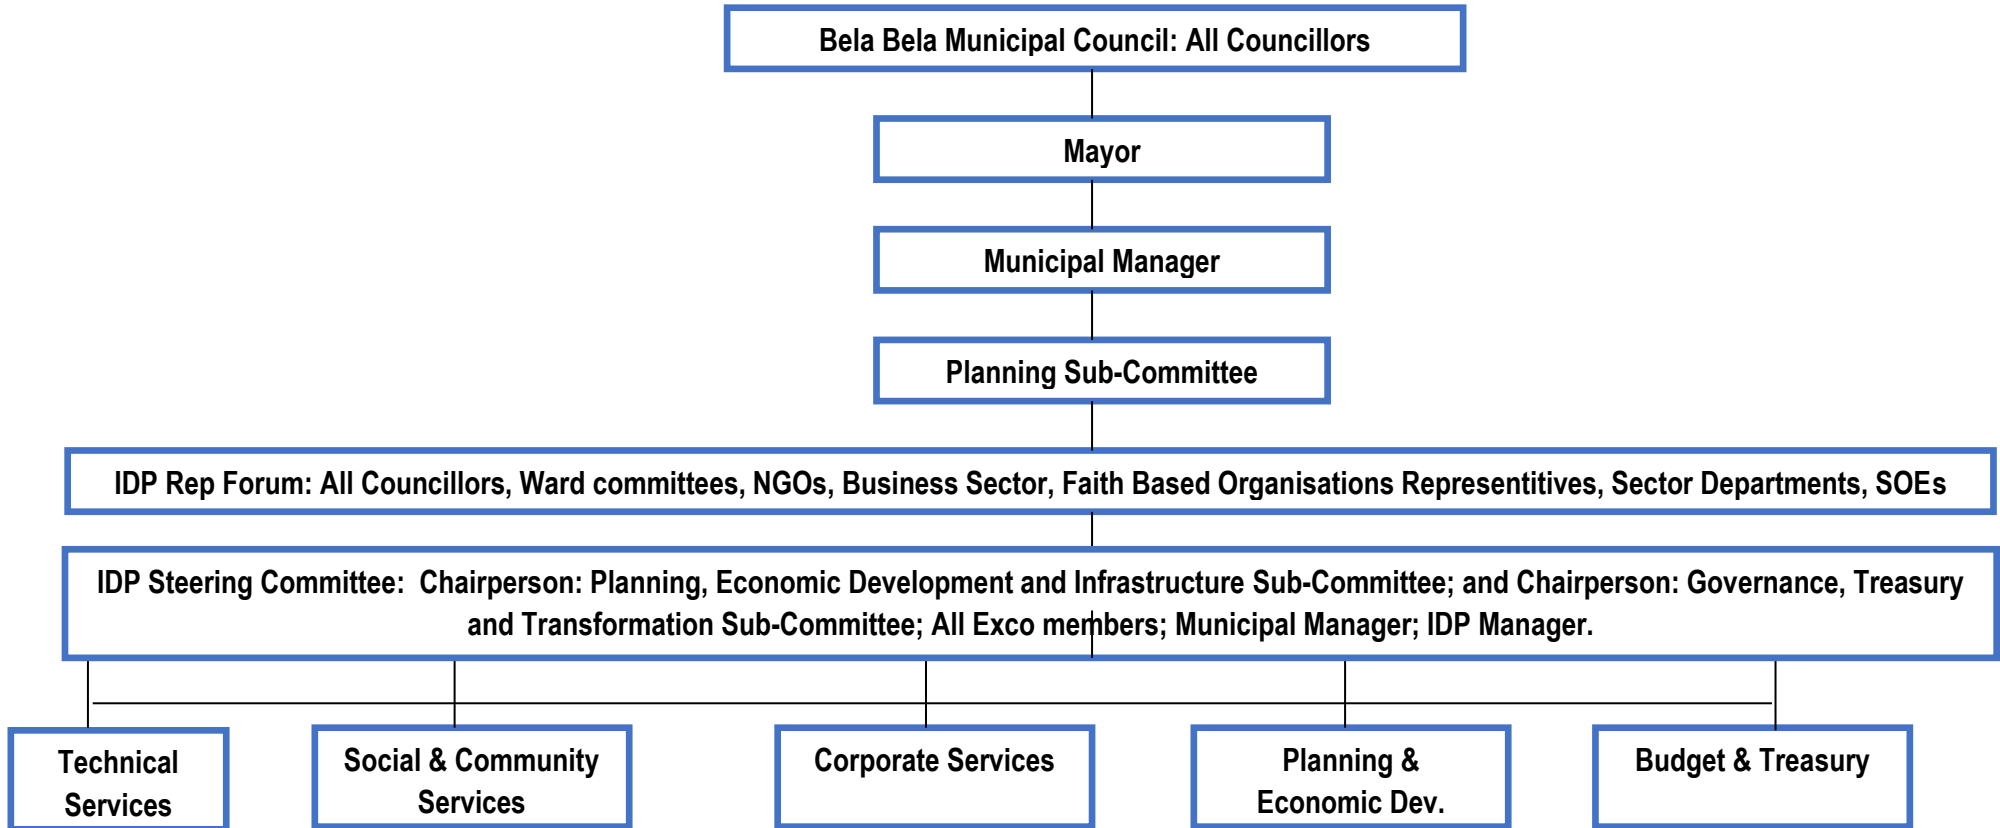 Bela Bela Municipal Council: All Councillors
Mayor
Municipal Manager
Planning Sub-Committee
IDP Rep Forum: All Councillors, Ward committees, NGOs, Business Sector, Faith Based Organisations Representitives, Sector Departments, SOEs
IDP Steering Committee:  Chairperson: Planning, Economic Development and Infrastructure Sub-Committee; and Chairperson: Governance, Treasury
and Transformation Sub-Committee; All Exco members; Municipal Manager; IDP Manager.
Technical
Services
Social & Community
Services
Corporate Services
Planning &
Economic Dev.
Budget & Treasury